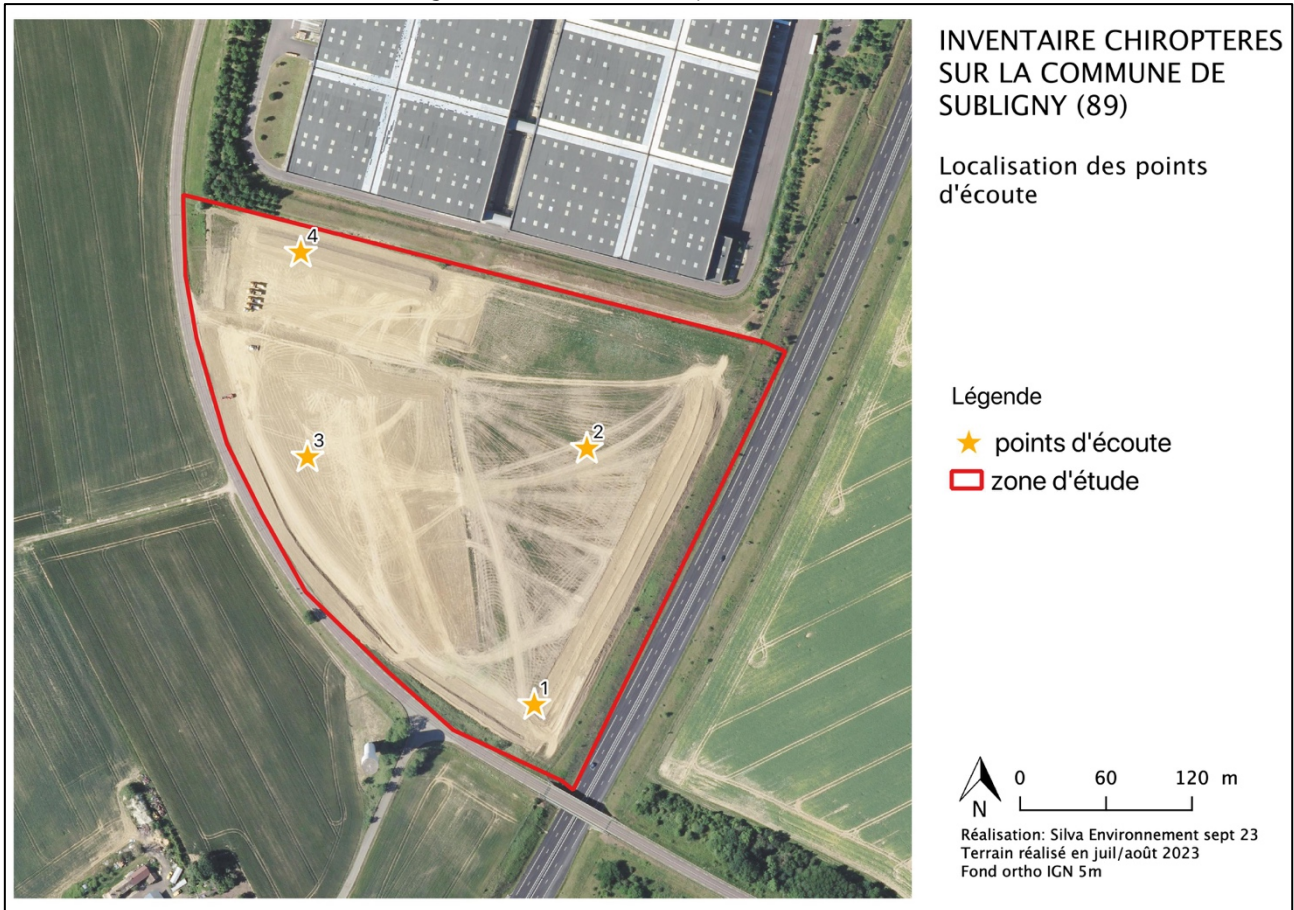 INVENTAIRE CHIROPTERES
SUR LA COMMUNE DE
SUBLIGNY (89)
Localisation des points
d'écoute
4
3
2
1
Légende
points d'écoute
zone d'étude
N
0 60 120 m
Réalisation: Silva Environnement sept 23
Terrain réalisé en juil/août 2023
Fond ortho IGN 5m